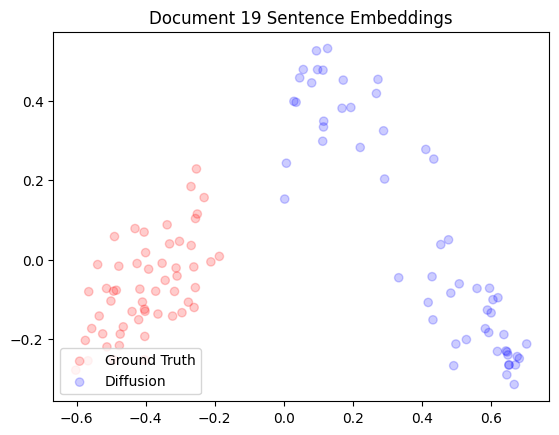 Document 19 Sentence Embeddings
0.4
0.2
0.0
−0.2
Ground Truth
Diffusion
−0.6 −0.4 −0.2 0.0 0.2 0.4 0.6